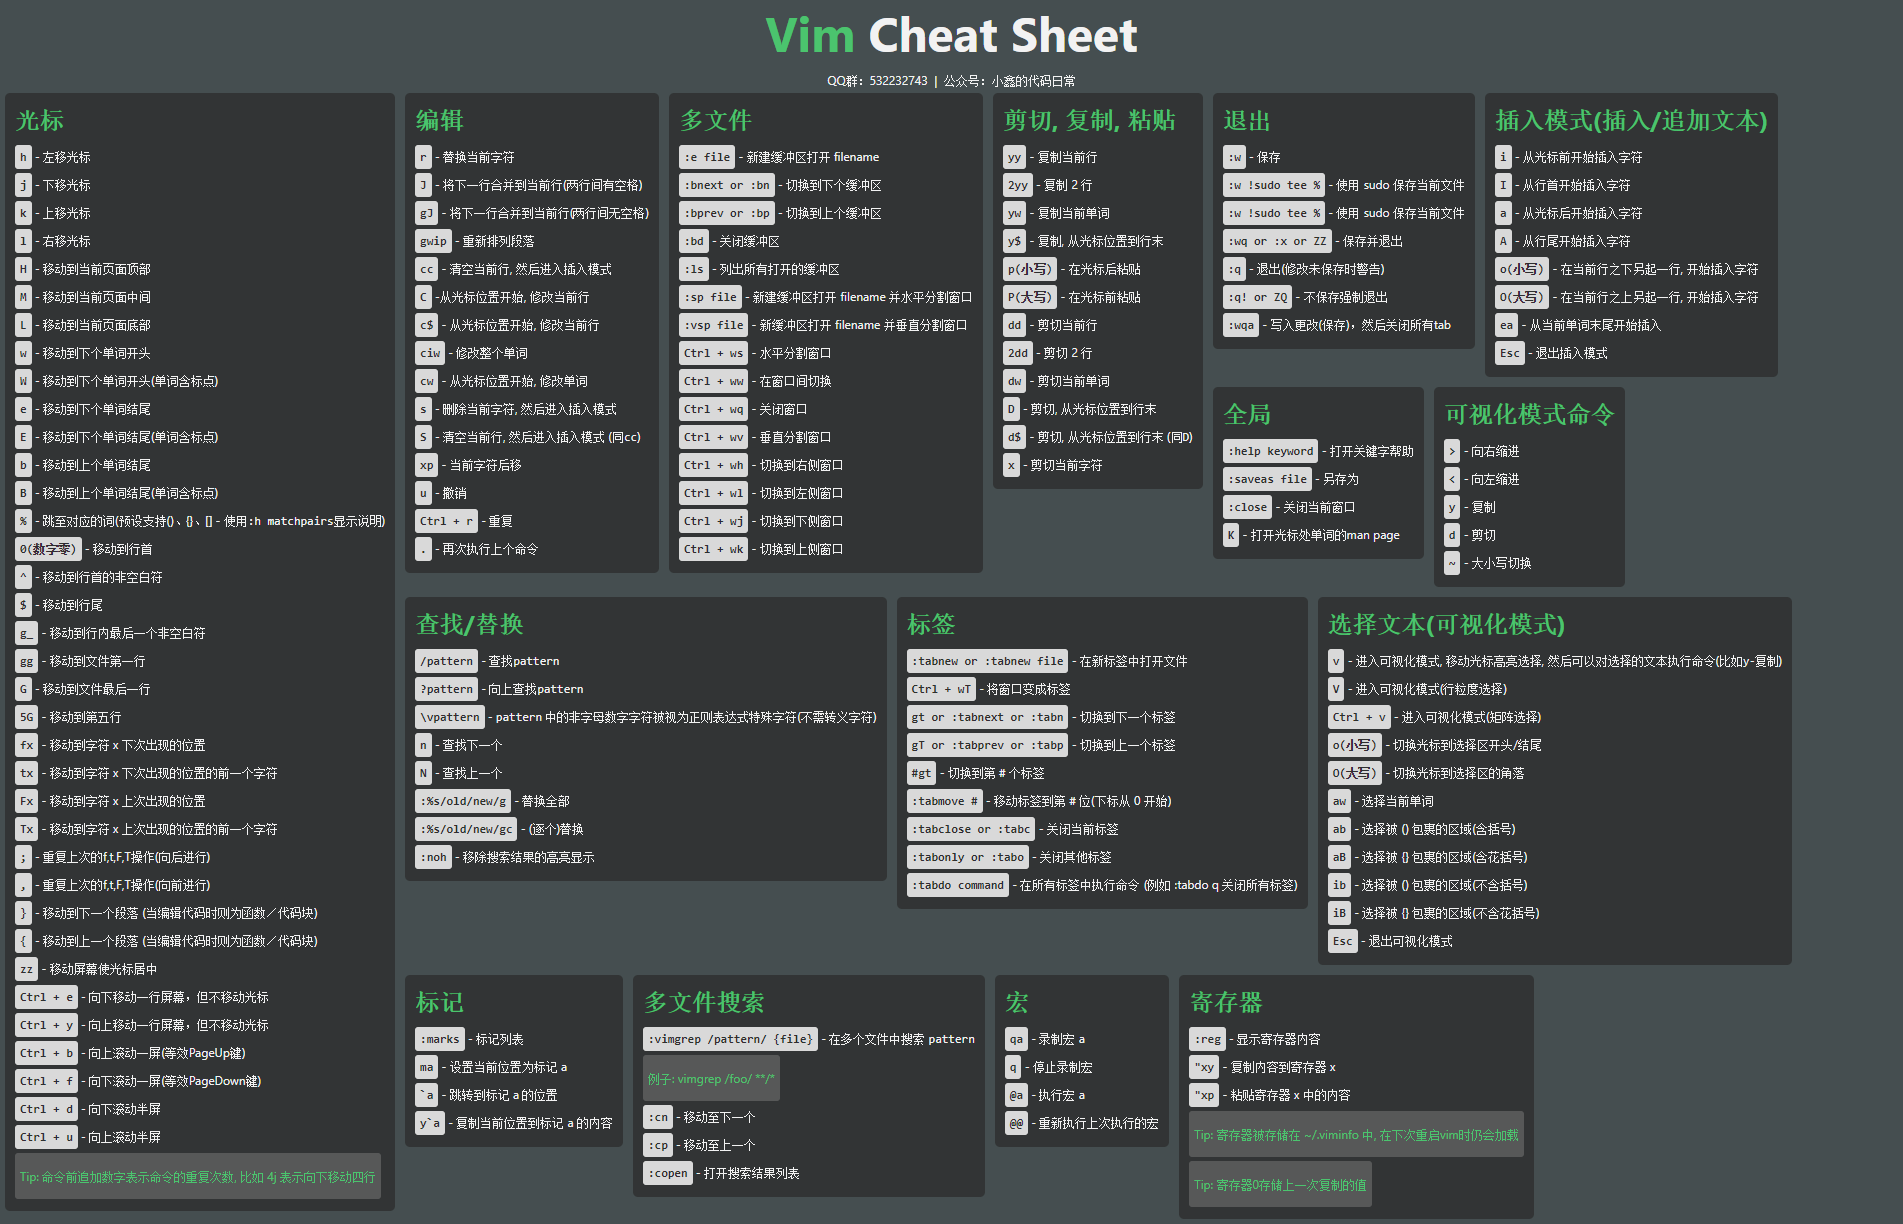 Vim Cheat Sheet
QQ群：532232743 | 公众号：小鑫的代码日常
光标
h - 左移光标
j - 下移光标
k - 上移光标
l - 右移光标
H - 移动到当前页面顶部
M - 移动到当前页面中间
L - 移动到当前页面底部
w - 移动到下个单词开头
W - 移动到下个单词开头(单词含标点)
e - 移动到下个单词结尾
E - 移动到下个单词结尾(单词含标点)
b - 移动到上个单词结尾
B - 移动到上个单词结尾(单词含标点)
% - 跳至对应的词(预设支持()、{}、[] - 使用:h matchpairs显示说明)
0(数字零) - 移动到行首
^ - 移动到行首的非空白符
$ - 移动到行尾
g_ - 移动到行内最后一个非空白符
gg - 移动到文件第一行
G - 移动到文件最后一行
5G - 移动到第五行
fx - 移动到字符 x 下次出现的位置
tx - 移动到字符 x 下次出现的位置的前一个字符
Fx - 移动到字符 x 上次出现的位置
Tx - 移动到字符 x 上次出现的位置的前一个字符
; - 重复上次的f,t,F,T操作(向后进行)
, - 重复上次的f,t,F,T操作(向前进行)
} - 移动到下一个段落 (当编辑代码时则为函数／代码块)
{ - 移动到上一个段落 (当编辑代码时则为函数／代码块)
zz - 移动屏幕使光标居中
Ctrl + e - 向下移动一行屏幕，但不移动光标
Ctrl + y - 向上移动一行屏幕，但不移动光标
Ctrl + b - 向上滚动一屏(等效PageUp键)
Ctrl + f - 向下滚动一屏(等效PageDown键)
Ctrl + d - 向下滚动半屏
Ctrl + u - 向上滚动半屏
Tip: 命令前追加数字表示命令的重复次数, 比如 4j 表示向下移动四行
编辑
r - 替换当前字符
J - 将下一行合并到当前行(两行间有空格)
gJ - 将下一行合并到当前行(两行间无空格)
gwip - 重新排列段落
cc - 清空当前行, 然后进入插入模式
C -从光标位置开始, 修改当前行
c$ - 从光标位置开始, 修改当前行
ciw - 修改整个单词
cw - 从光标位置开始, 修改单词
s - 删除当前字符, 然后进入插入模式
S - 清空当前行, 然后进入插入模式 (同cc)
xp - 当前字符后移
u - 撤销
Ctrl + r - 重复
. - 再次执行上个命令
多文件
:e file - 新建缓冲区打开 filename
:bnext or :bn - 切换到下个缓冲区
:bprev or :bp - 切换到上个缓冲区
:bd - 关闭缓冲区
:ls - 列出所有打开的缓冲区
:sp file - 新建缓冲区打开 filename 并水平分割窗口
:vsp file - 新缓冲区打开 filename 并垂直分割窗口
Ctrl + ws - 水平分割窗口
Ctrl + ww - 在窗口间切换
Ctrl + wq - 关闭窗口
Ctrl + wv - 垂直分割窗口
Ctrl + wh - 切换到右侧窗口
Ctrl + wl - 切换到左侧窗口
Ctrl + wj - 切换到下侧窗口
Ctrl + wk - 切换到上侧窗口
剪切, 复制, 粘贴
yy - 复制当前行
2yy - 复制 2 行
yw - 复制当前单词
y$ - 复制, 从光标位置到行末
p(小写) - 在光标后粘贴
P(大写) - 在光标前粘贴
dd - 剪切当前行
2dd - 剪切 2 行
dw - 剪切当前单词
D - 剪切, 从光标位置到行末
d$ - 剪切, 从光标位置到行末 (同D)
x - 剪切当前字符
退出
:w - 保存
:w !sudo tee % - 使用 sudo 保存当前文件
:w !sudo tee % - 使用 sudo 保存当前文件
:wq or :x or ZZ - 保存并退出
:q - 退出(修改未保存时警告)
:q! or ZQ - 不保存强制退出
:wqa - 写入更改(保存)，然后关闭所有tab
插入模式(插入/追加文本)
i - 从光标前开始插入字符
I - 从行首开始插入字符
a - 从光标后开始插入字符
A - 从行尾开始插入字符
o(小写) - 在当前行之下另起一行, 开始插入字符
O(大写) - 在当前行之上另起一行, 开始插入字符
ea - 从当前单词末尾开始插入
Esc - 退出插入模式
全局
:help keyword - 打开关键字帮助
:saveas file - 另存为
:close - 关闭当前窗口
K - 打开光标处单词的man page
可视化模式命令
> - 向右缩进
< - 向左缩进
y - 复制
d - 剪切
~ - 大小写切换
查找/替换
/pattern - 查找pattern
?pattern - 向上查找pattern
\vpattern - pattern 中的非字母数字字符被视为正则表达式特殊字符(不需转义字符)
n - 查找下一个
N - 查找上一个
:%s/old/new/g - 替换全部
:%s/old/new/gc - (逐个)替换
:noh - 移除搜索结果的高亮显示
标签
:tabnew or :tabnew file - 在新标签中打开文件
Ctrl + wT - 将窗口变成标签
gt or :tabnext or :tabn - 切换到下一个标签
gT or :tabprev or :tabp - 切换到上一个标签
#gt - 切换到第 # 个标签
:tabmove # - 移动标签到第 # 位(下标从 0 开始)
:tabclose or :tabc - 关闭当前标签
:tabonly or :tabo - 关闭其他标签
:tabdo command - 在所有标签中执行命令 (例如 :tabdo q 关闭所有标签)
选择文本(可视化模式)
v - 进入可视化模式, 移动光标高亮选择, 然后可以对选择的文本执行命令(比如y-复制)
V - 进入可视化模式(行粒度选择)
Ctrl + v - 进入可视化模式(矩阵选择)
o(小写) - 切换光标到选择区开头/结尾
O(大写) - 切换光标到选择区的角落
aw - 选择当前单词
ab - 选择被 () 包裹的区域(含括号)
aB - 选择被 {} 包裹的区域(含花括号)
ib - 选择被 () 包裹的区域(不含括号)
iB - 选择被 {} 包裹的区域(不含花括号)
Esc - 退出可视化模式
标记
:marks - 标记列表
ma - 设置当前位置为标记 a
`a - 跳转到标记 a 的位置
y`a - 复制当前位置到标记 a 的内容
多文件搜索
:vimgrep /pattern/ {file} - 在多个文件中搜索 pattern
例子: vimgrep /foo/ **/*
:cn - 移动至下一个
:cp - 移动至上一个
:copen - 打开搜索结果列表
宏
qa - 录制宏 a
q - 停止录制宏
@a - 执行宏 a
@@ - 重新执行上次执行的宏
寄存器
:reg - 显示寄存器内容
"xy - 复制内容到寄存器 x
"xp - 粘贴寄存器 x 中的内容
Tip: 寄存器被存储在 ~/.viminfo 中, 在下次重启vim时仍会加载
Tip: 寄存器0存储上一次复制的值